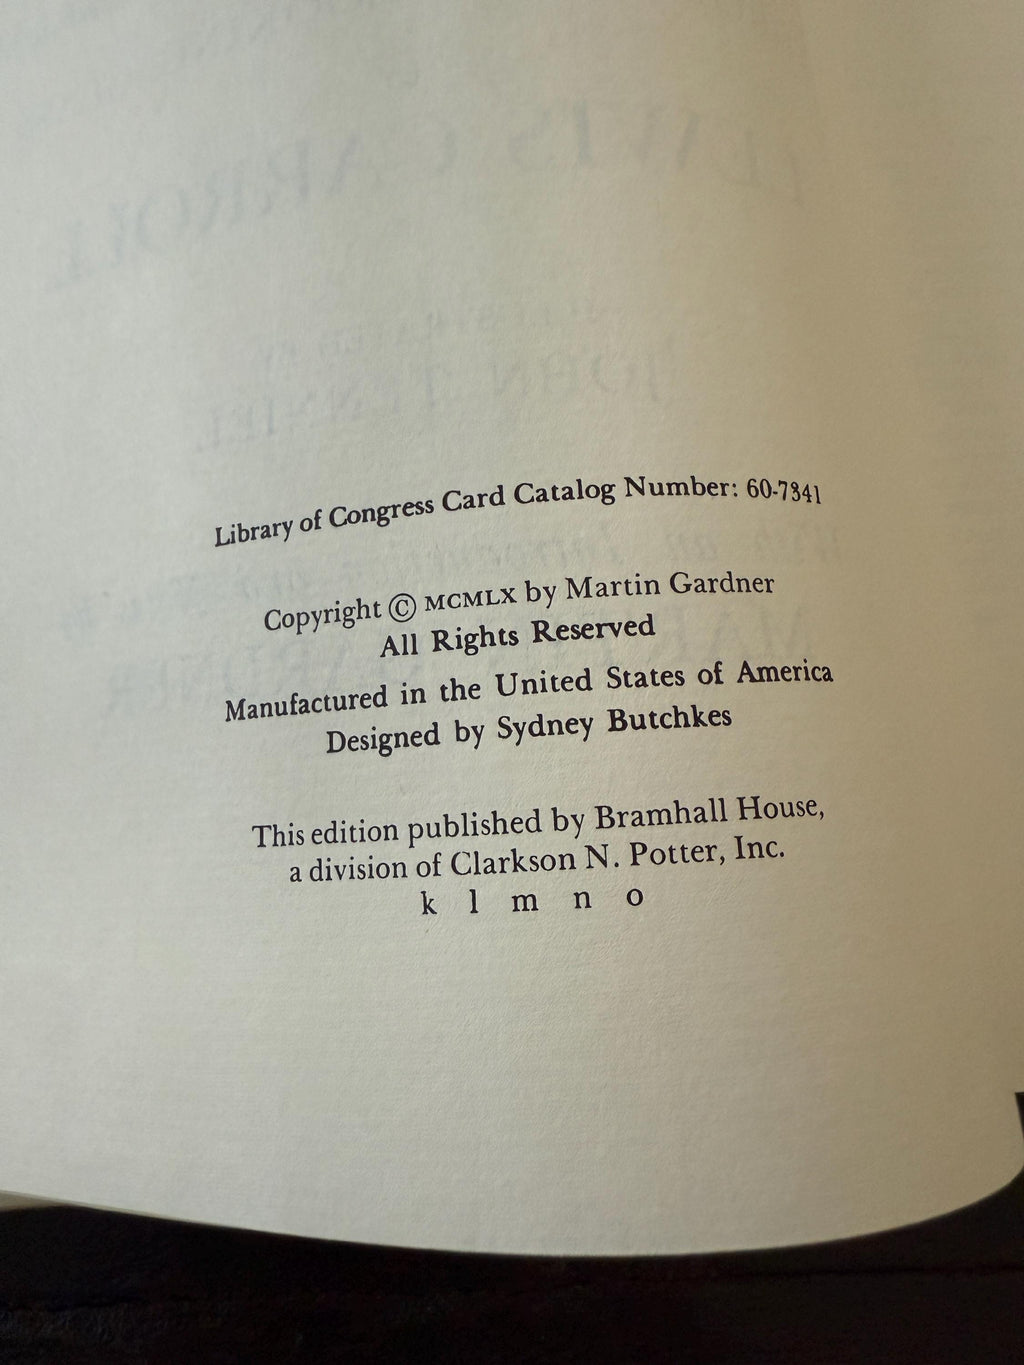 Library of Congress Card Catalog Number: 60-7341
Copyright © MCMLX by Martin Gardner
All Rights Reserved
Manufactured in the United States of America
Designed by Sydney Butchkes
This edition published by Bramhall House,
a division of Clarkson N. Potter, Inc.
k l m n o